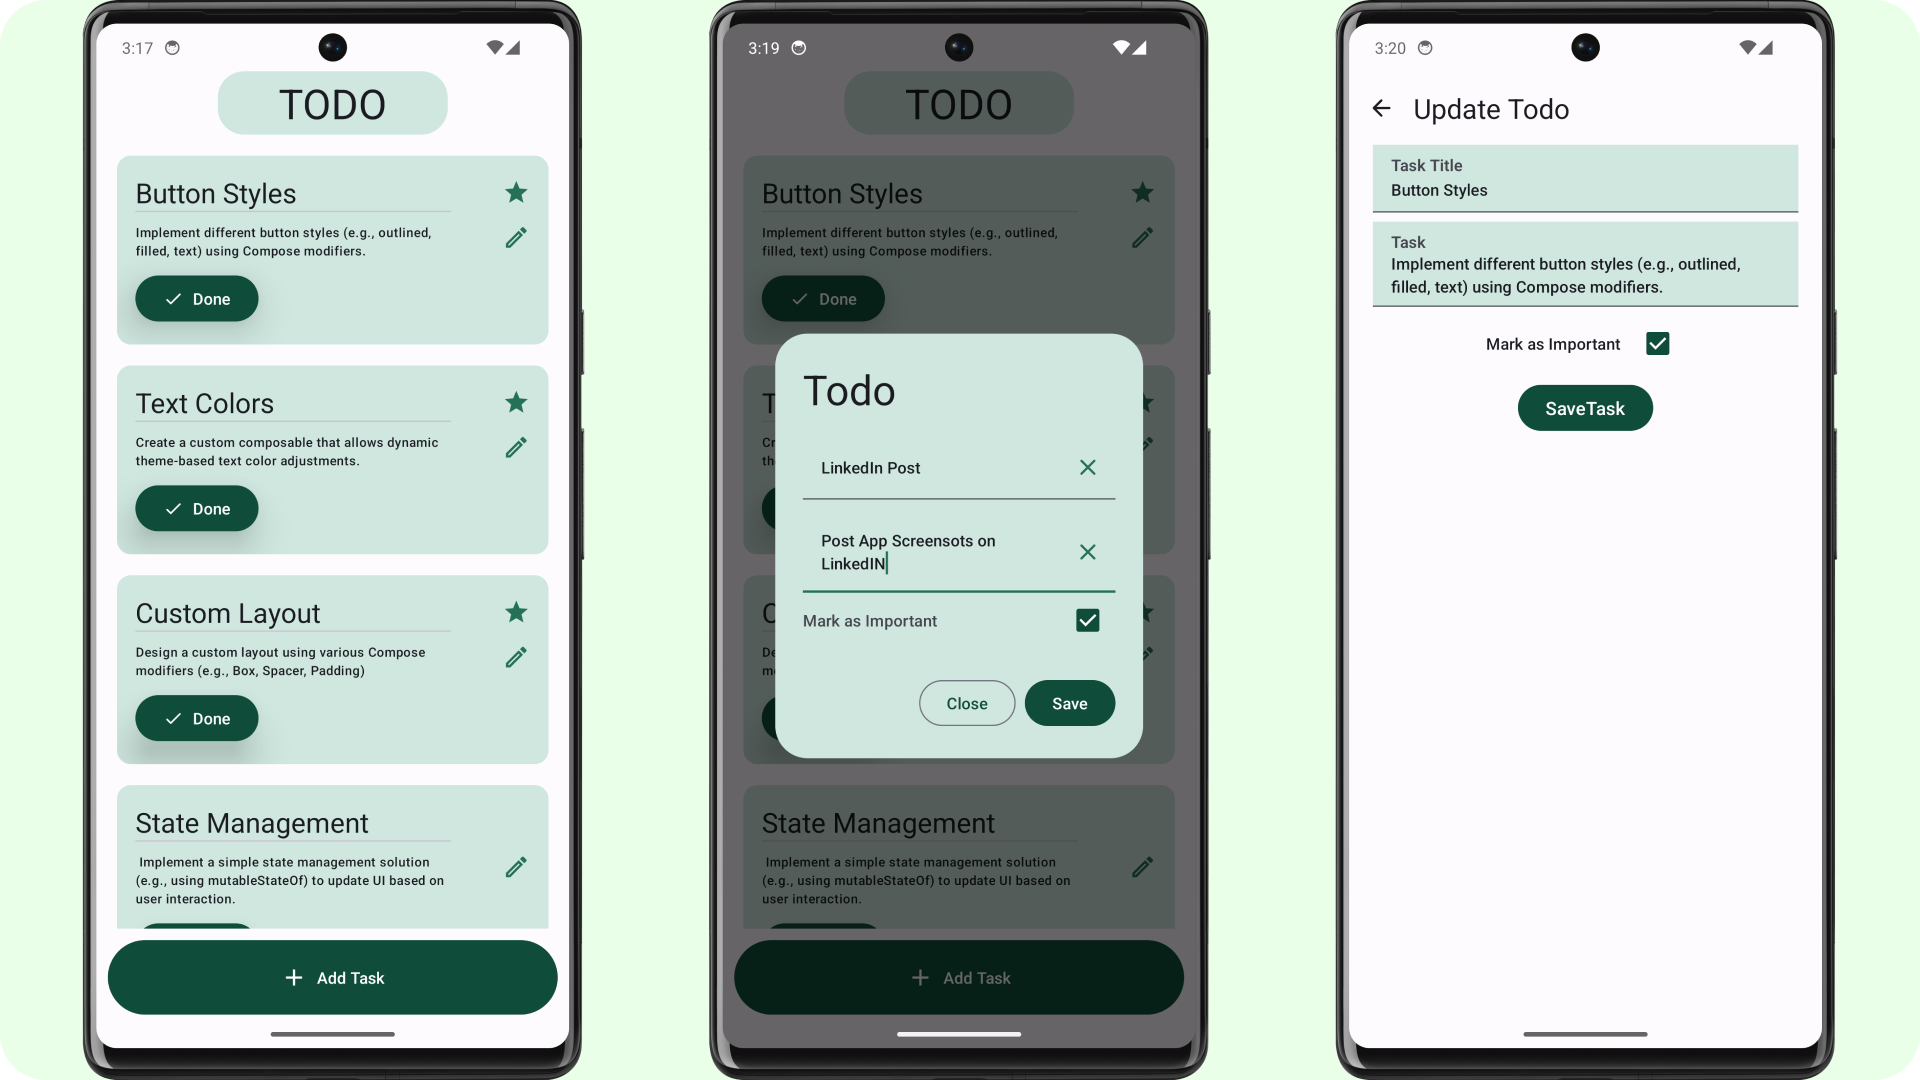 3:17
TODO
Button Styles
Implement different button styles (e.g., outlined,
filled, text) using Compose modifiers.
Done
Text Colors
Create a custom composable that allows dynamic
theme-based text color adjustments.
Done
Custom Layout
Design a custom layout using various Compose
modifiers (e.g., Box, Spacer, Padding)
Done
State Management
Implement a simple state management solution
(e.g., using mutableStateOf) to update UI based on
user interaction.
Add Task
3:19
TODO
Button Styles
Implement different button styles (e.g., outlined,
filled, text) using Compose modifiers.
Done
T
Cr
th
C
De
m
Todo
LinkedIn Post
Post App Screensots on
LinkedIN
Mark as Important
Close
Save
State Management
Implement a simple state management solution
(e.g., using mutableStateOf) to update UI based on
user interaction.
Add Task
3:20
Update Todo
Task Title
Button Styles
Task
Implement different button styles (e.g., outlined,
filled, text) using Compose modifiers.
Mark as Important
SaveTask